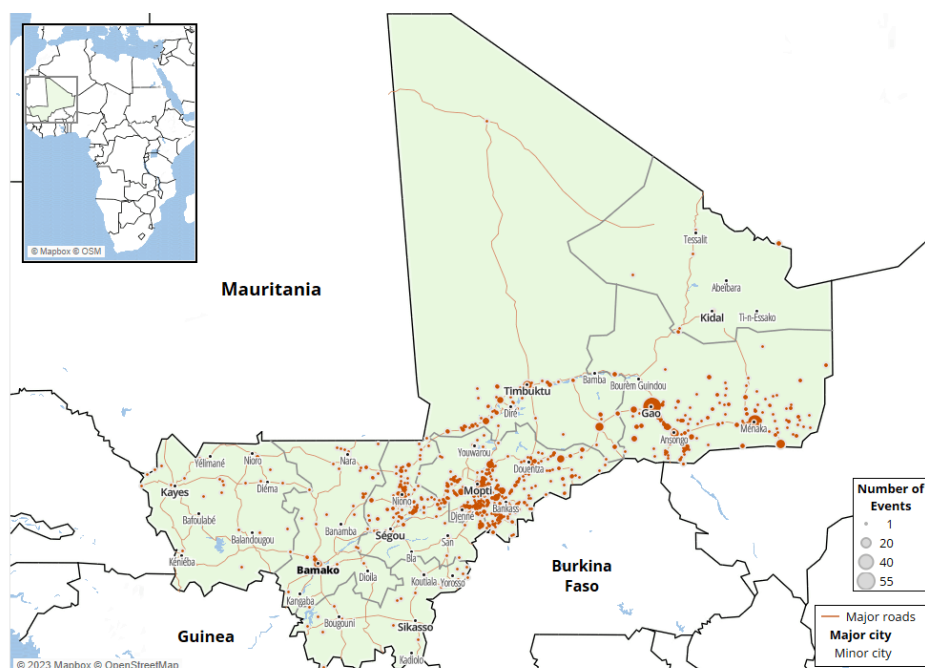 © Mapbox © OSM
Mauritania
Tessalit
Abeïbara
Kidal
Ti-n-Essako
Timbuktu
Bamba
Bourèm Guindou
Diré
Gao
Ansongo
Ménaka
Youwarou
Douentza
Nara
Nioro
Yélimané
Kayes
Diéma
Niono
Mopti
Bankass
Djenné
Bafoulabé
Balandougou
Banamba
Ségou
San
Kéniéba
Bla
Bamako
Dioïla
Koutiala
Yorosso
Kangaba
Bougouni
Sikasso
Kadiolo
Burkina
Faso
Guinea
Number of
Events
1
20
40
55
Major roads
Major city
Minor city
© 2023 Mapbox © OpenStreetMap